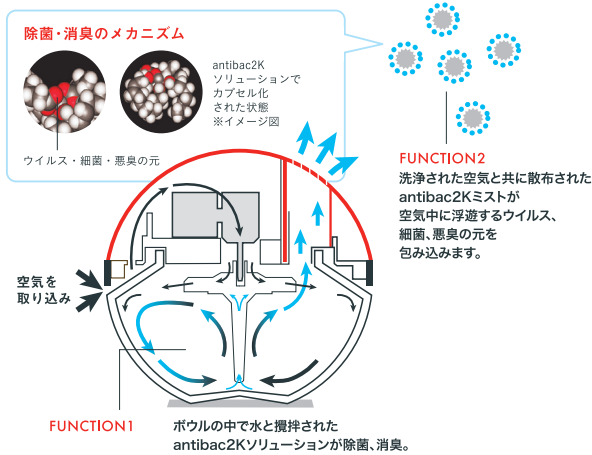 除菌・消臭のメカニズム
antibac2K
ソリューションで
カプセル化
された状態
※イメージ図
ウイルス・細菌・悪臭の元
FUNCTION2
洗浄された空気と共に散布された
antibac2Kミストが
空気中に浮遊するウイルス、
細菌、悪臭の元を
包み込みます。
空気を
取り込み
FUNCTION1
ボウルの中で水と攪拌された
antibac2Kソリューションが除菌、消臭。